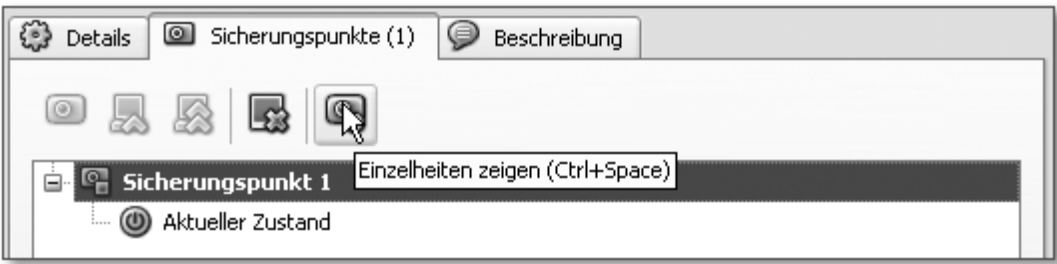 Details Sicherungspunkte (1) Beschreibung
Einzelheiten zeigen (Ctrl+Space)
Sicherungspunkt 1
Aktueller Zustand